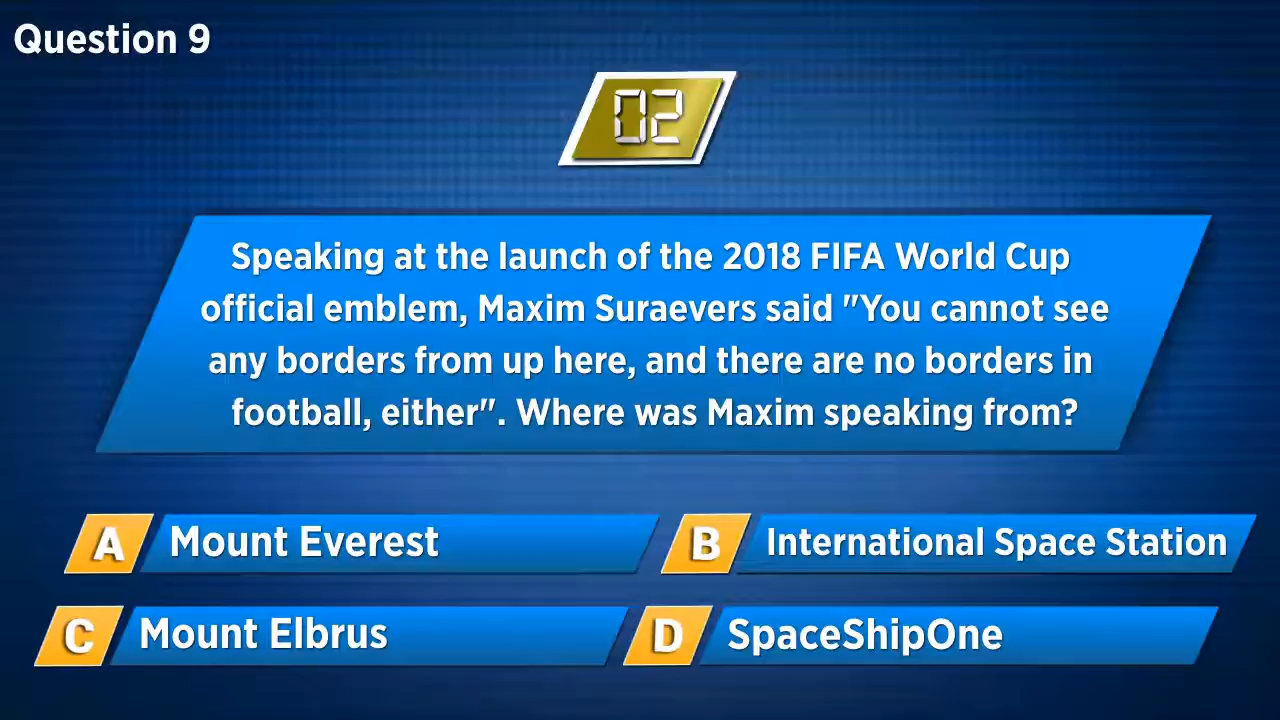 Question 9
02
Speaking at the launch of the 2018 FIFA World Cup
official emblem, Maxim Suraevers said "You cannot see
any borders from up here, and there are no borders in
football, either". Where was Maxim speaking from?
A Mount Everest
B International Space Station
C Mount Elbrus
D SpaceShipOne